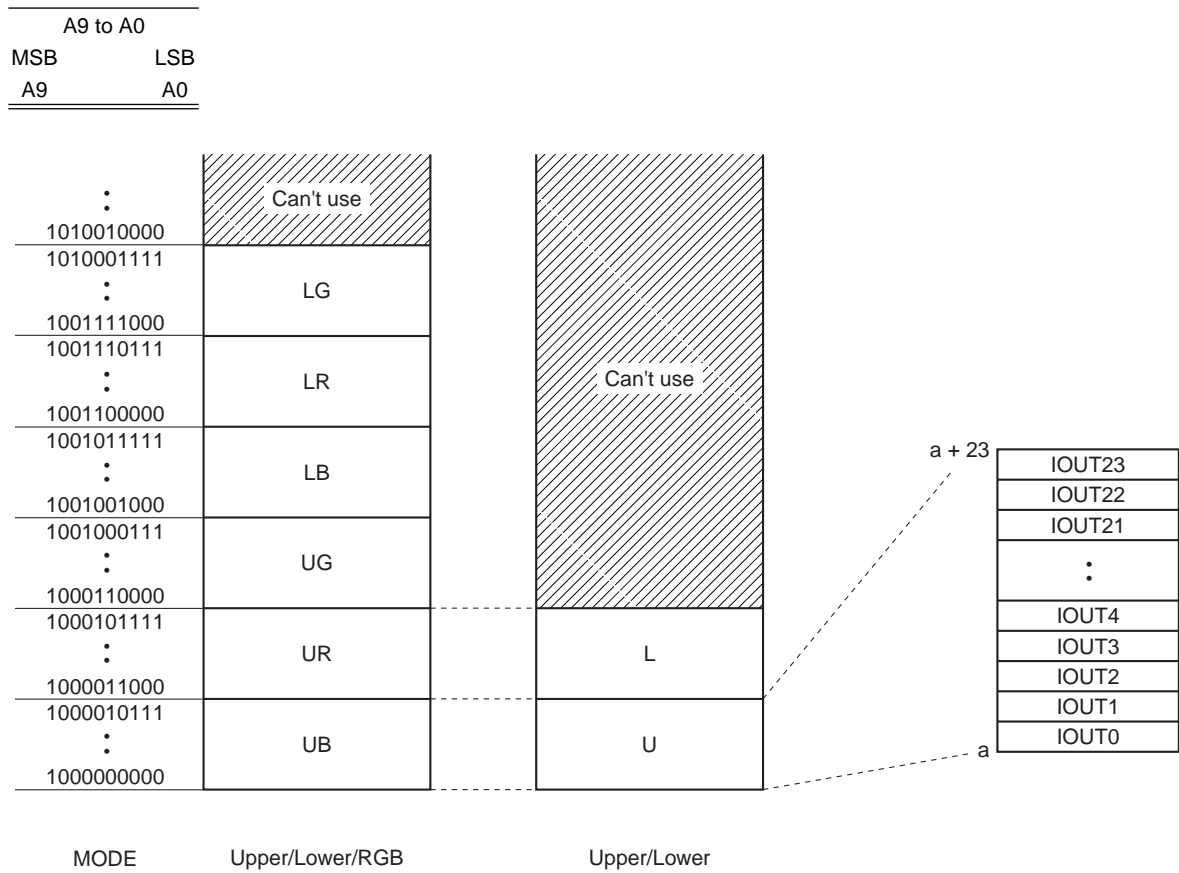 A9 to A0
MSB LSB
A9 A0
Can't use
:
1010010000
1010001111
:
1001111000
LG
1001110111
:
1001100000
LR
1001011111
:
1001001000
LB
1001000111
:
1000110000
UG
1000101111
:
1000011000
UR
1000010111
:
1000000000
UB
Can't use
L
U
a + 23
IOUT23
IOUT22
IOUT21
:
IOUT4
IOUT3
IOUT2
IOUT1
IOUT0
a
MODE Upper/Lower/RGB Upper/Lower